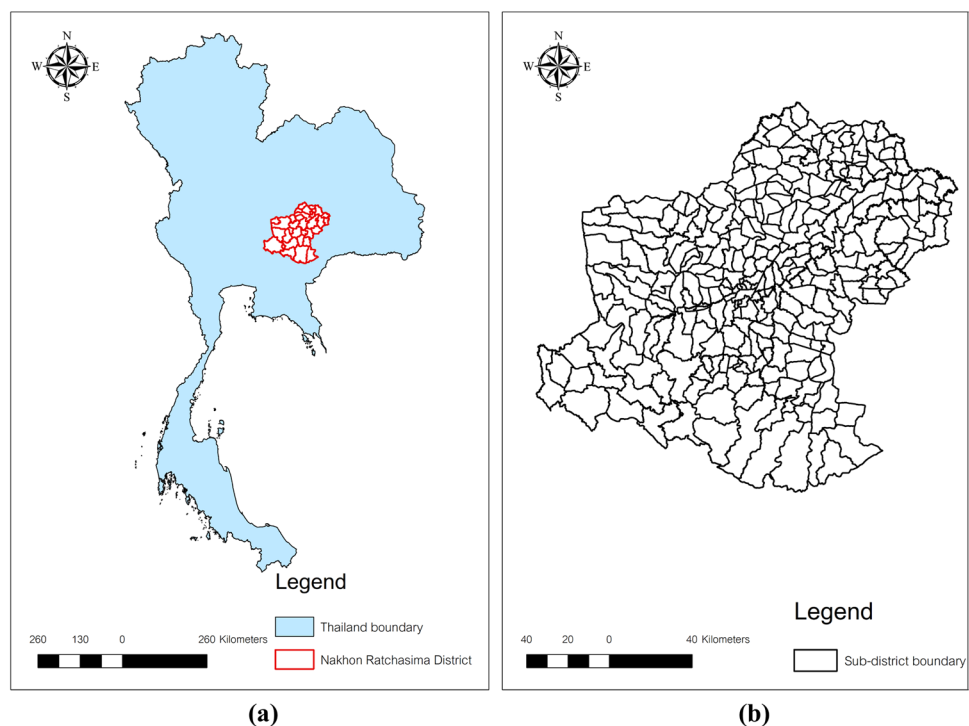 N
W E
S
Legend
260 130 0 260 Kilometers
Thailand boundary
Nakhon Ratchasima District
(a)
N
W E
S
Legend
40 20 0 40 Kilometers
Sub-district boundary
(b)